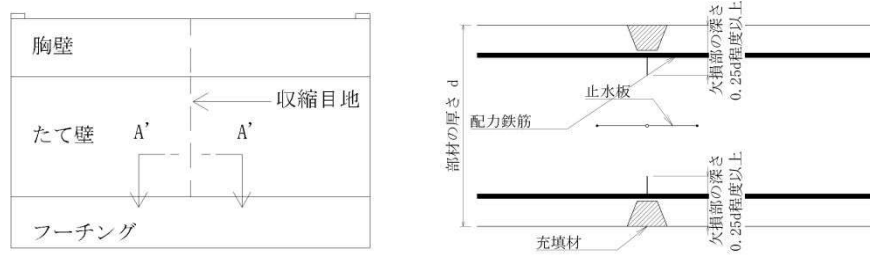 胸壁
収縮目地
たて壁
A'
A'
フーチング
部材の厚さ d
配力鉄筋
止水板
充填材
欠損部の深さ
0.25d程度以上
欠損部の深さ
0.25d程度以上